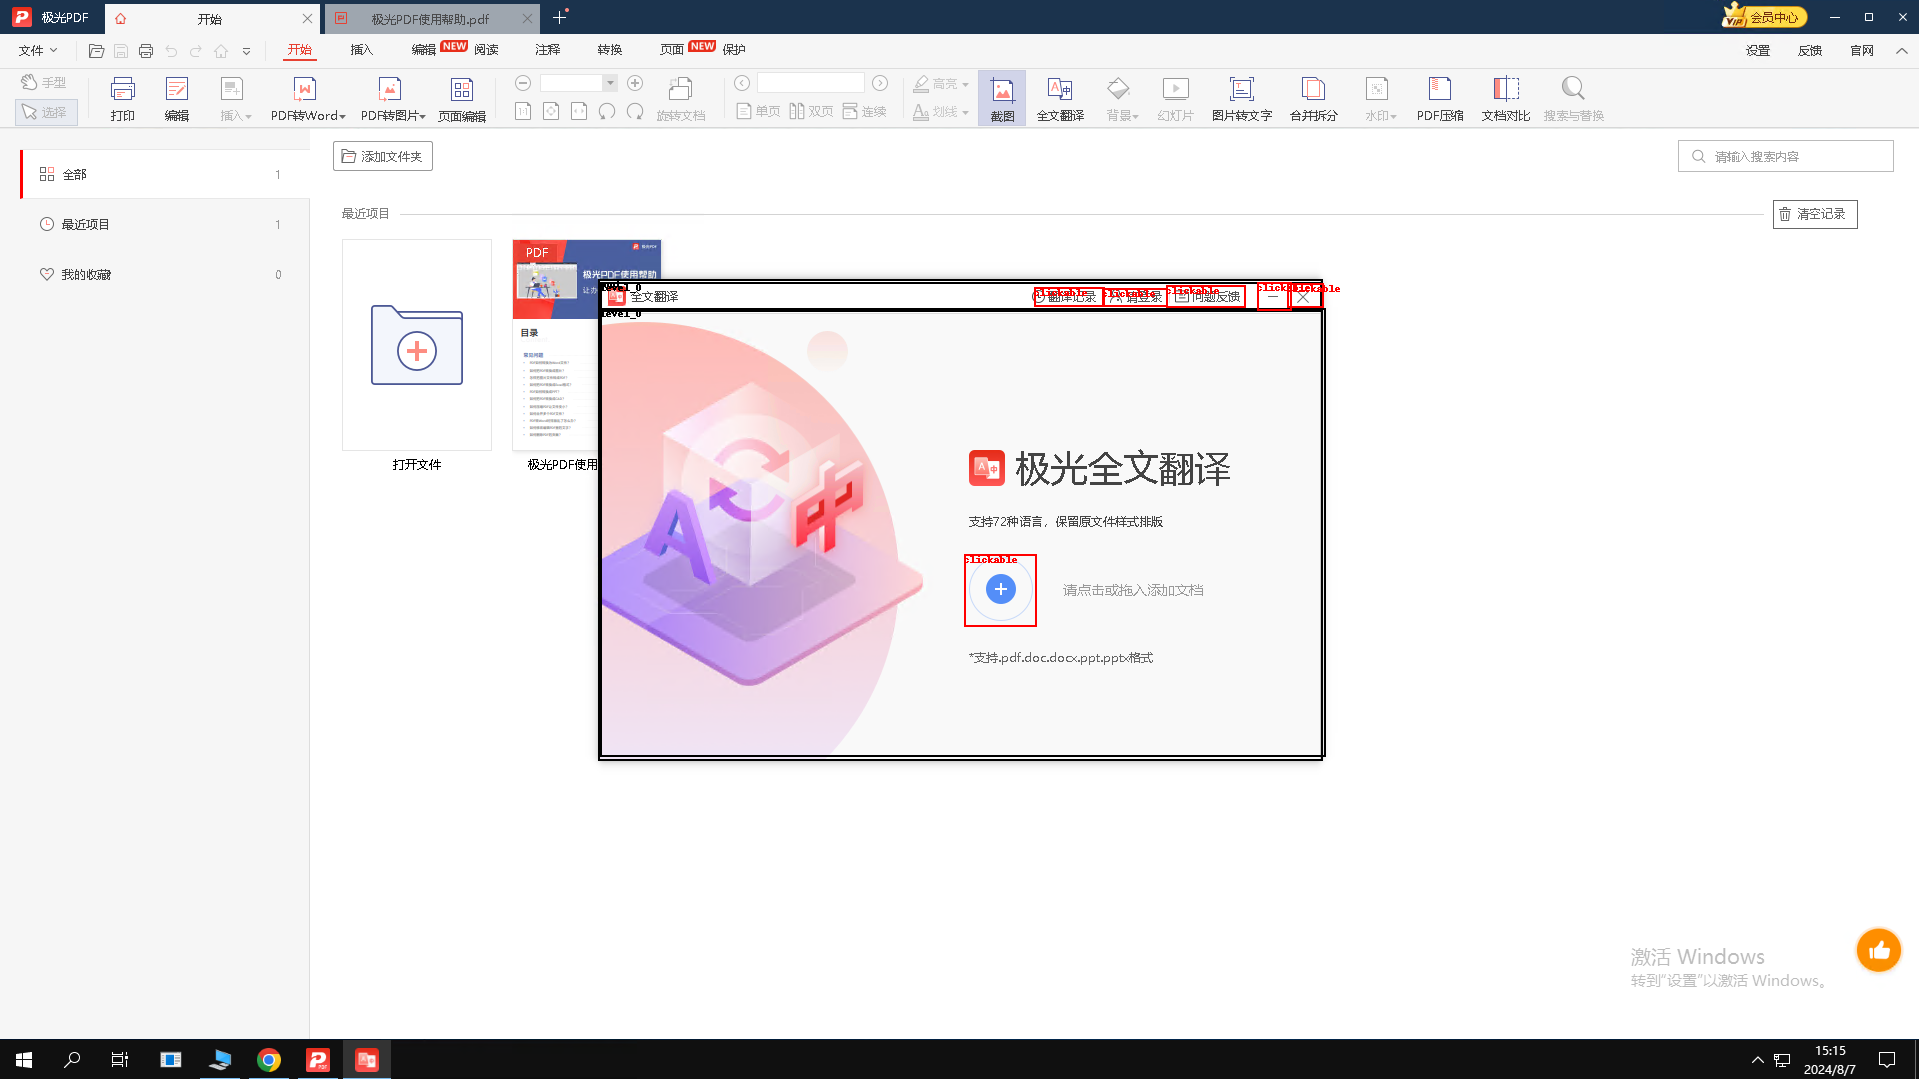 极光PDF
开始
极光PDF使用帮助.pdf
VIP 会员中心
文件
开始
插入
编辑 NEW
阅读
注释
转换
页面 NEW
保护
设置
反馈
官网
手型
选择
打印
编辑
插入
PDF转Word
PDF转图片
页面编辑
1:1
旋转文档
单页
双页
连续
高亮
划线
截图
全文翻译
背景
幻灯片
图片转文字
合并拆分
水印
PDF压缩
文档对比
搜索与替换
全部 1
最近项目 1
我的收藏 0
添加文件夹
请输入搜索内容
最近项目
清空记录
打开文件
PDF
极光PDF使用帮助
目录
常见问题
极光PDF使用
level_0
全文翻译
clickable
翻译记录
clickable
请登录
clickable
问题反馈
clickable
level_0
极光全文翻译
支持72种语言，保留原文件样式排版
clickable
请点击或拖入添加文档
*支持.pdf.doc.docx.ppt.pptx格式
激活 Windows
转到"设置"以激活 Windows。
15:15
2024/8/7